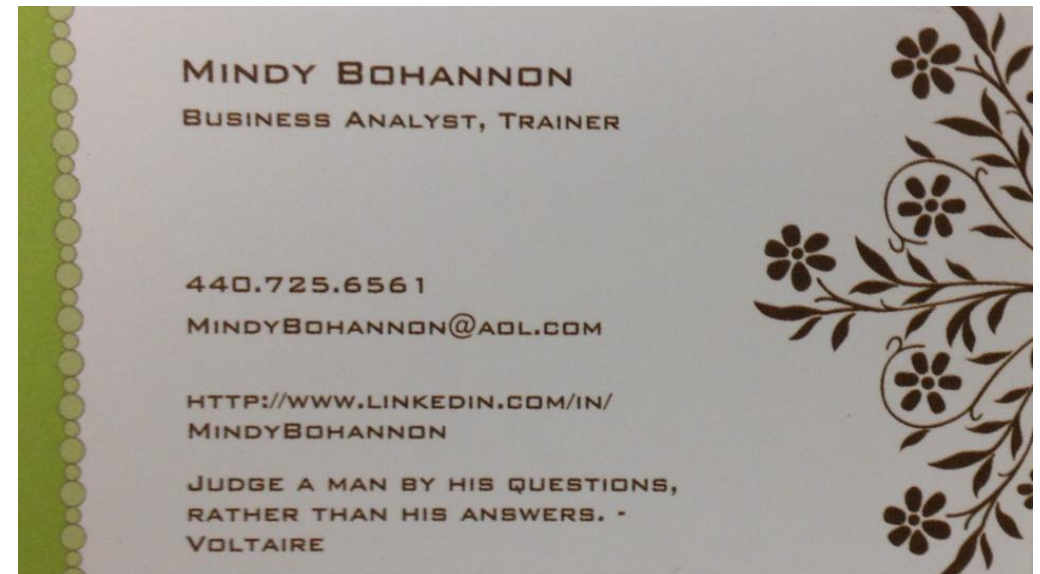 Mindy Bohannon
Business Analyst, Trainer
440.725.6561
MindyBohannon@aol.com
http://www.linkedin.com/in/
MindyBohannon
Judge a man by his questions,
rather than his answers. -
Voltaire